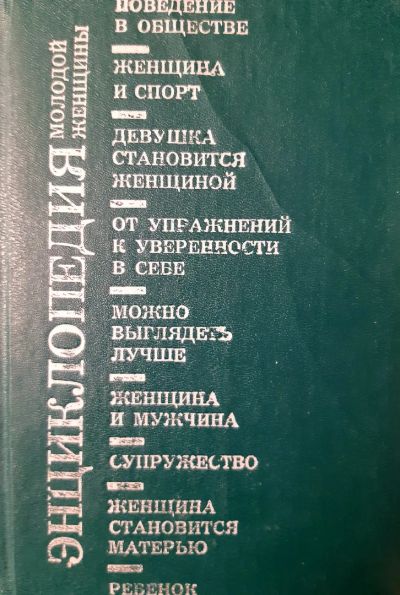 ЭНЦИКЛОПЕДИЯ
МОЛОДОЙ
ЖЕНЩИНЫ
ПОВЕДЕНИЕ
В ОБЩЕСТВЕ
ЖЕНЩИНА
И СПОРТ
ДЕВУШКА
СТАНОВИТСЯ
ЖЕНЩИНОЙ
ОТ УПРАЖНЕНИЙ
К УВЕРЕННОСТИ
В СЕБЕ
МОЖНО
ВЫГЛЯДЕТЬ
ЛУЧШЕ
ЖЕНЩИНА
И МУЖЧИНА
СУПРУЖЕСТВО
ЖЕНЩИНА
СТАНОВИТСЯ
МАТЕРЬЮ
РЕБЕНОК